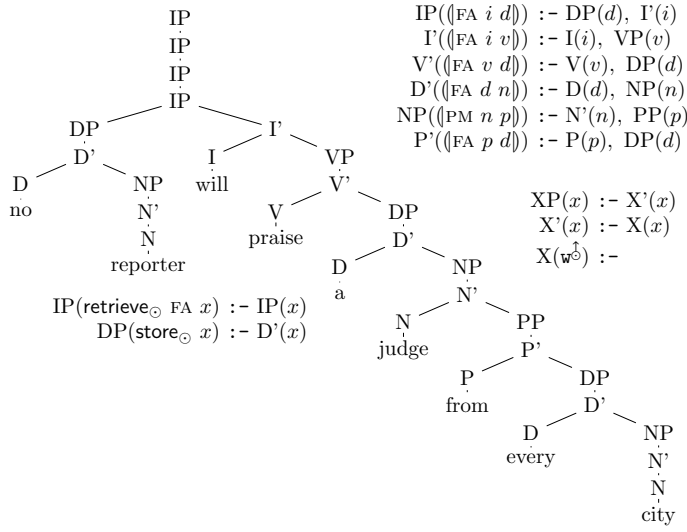 IP
IP
IP
IP
DP I'
D' I VP
D NP will V'
no N' V DP
N praise D'
reporter D NP
a N'
N PP
judge P'
P DP
from D'
D NP
every N'
N
city
IP(⦇FA i d⦈) :- DP(d), I'(i)
I'(⦇FA i v⦈) :- I(i), VP(v)
V'(⦇FA v d⦈) :- V(v), DP(d)
D'(⦇FA d n⦈) :- D(d), NP(n)
NP(⦇PM n p⦈) :- N'(n), PP(p)
P'(⦇FA p d⦈) :- P(p), DP(d)
XP(x) :- X'(x)
X'(x) :- X(x)
X(w⊙↑) :-
IP(retrieve⊙ FA x) :- IP(x)
DP(store⊙ x) :- D'(x)